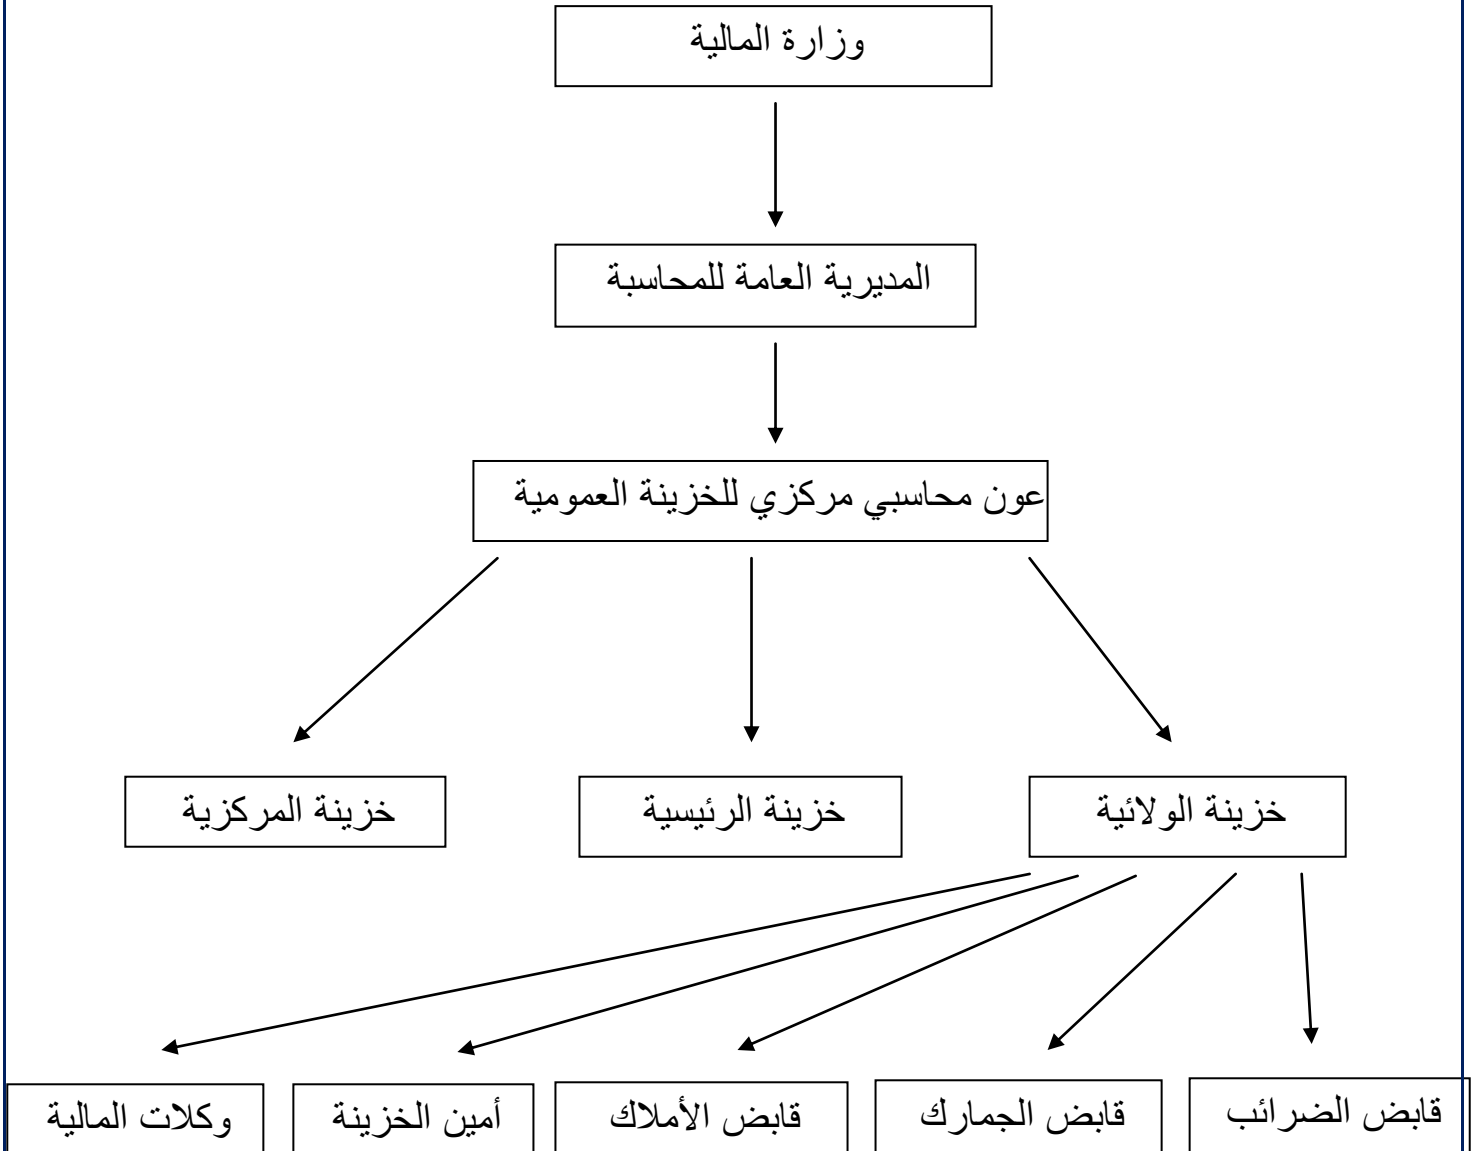 وزارة المالية
المديرية العامة للمحاسبة
عون محاسبي مركزي للخزينة العمومية
خزينة الولائية
خزينة الرئيسية
خزينة المركزية
قابض الضرائب
قابض الجمارك
قابض الأملاك
أمين الخزينة
وكلات المالية